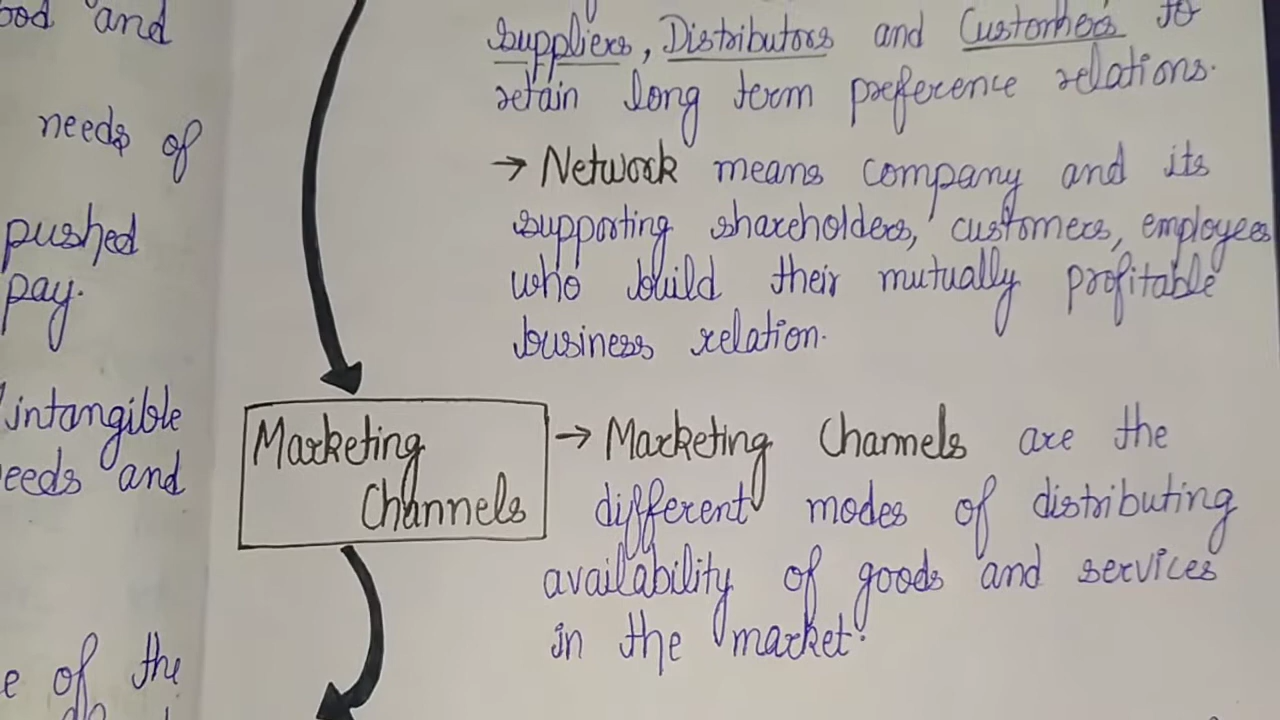 ood and
needs of
pushed
pay.
intangible
eeds and
e of the
suppliers, Distributors and Customers to
retain long term preference relations.
→ Network means company and its
supporting shareholders, customers, employees
who build their mutually profitable
business relation.
Marketing
Channels
→ Marketing Channels are the
different modes of distributing
availability of goods and services
in the market.